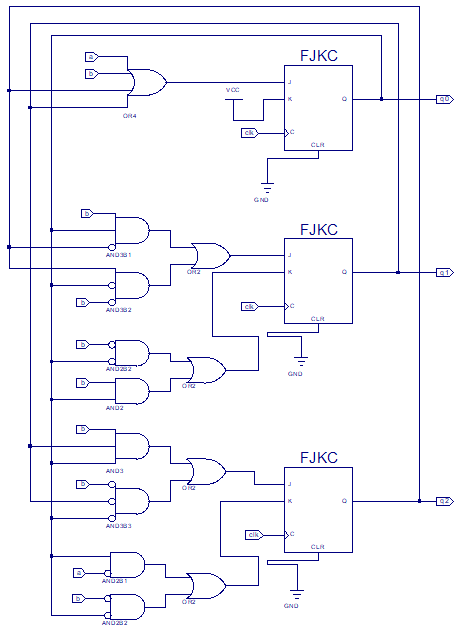 FJKC
a
b
OR4
VCC
J
K
Q
q0
clk
C
CLR
GND
FJKC
b
AND3B1
OR2
J
K
Q
q1
b
AND3B2
clk
C
CLR
b
AND2B2
OR2
GND
b
AND2
FJKC
b
AND3
OR2
J
K
Q
q2
b
AND3B3
clk
C
CLR
a
AND2B1
OR2
b
AND2B2
GND